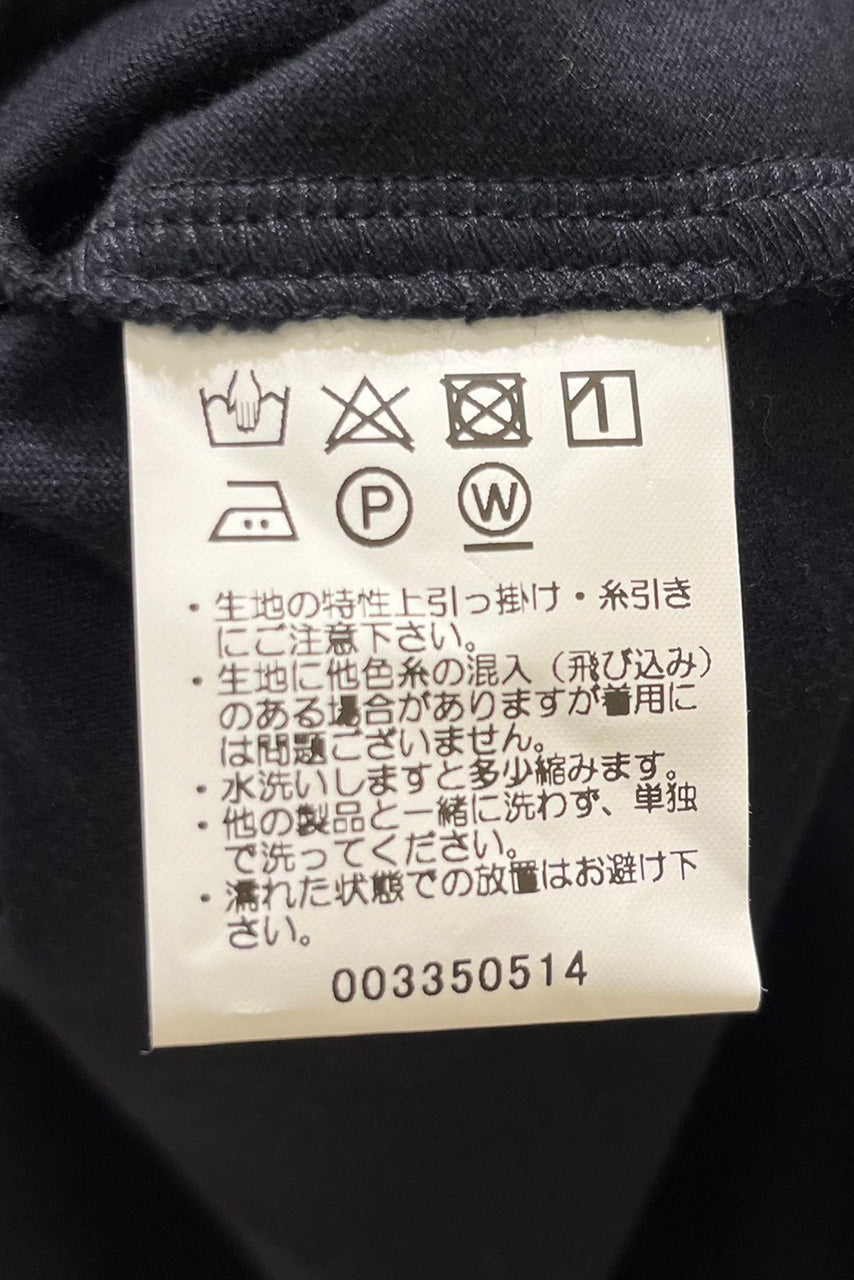 P W
・生地の特性上引っ掛け・糸引き
にご注意下さい。
・生地に他色糸の混入（飛び込み）
のある場合がありますが着用に
は問題ございません。
・水洗いしますと多少縮みます。
・他の製品と一緒に洗わず、単独
で洗ってください。
・濡れた状態での放置はお避け下
さい。
003350514